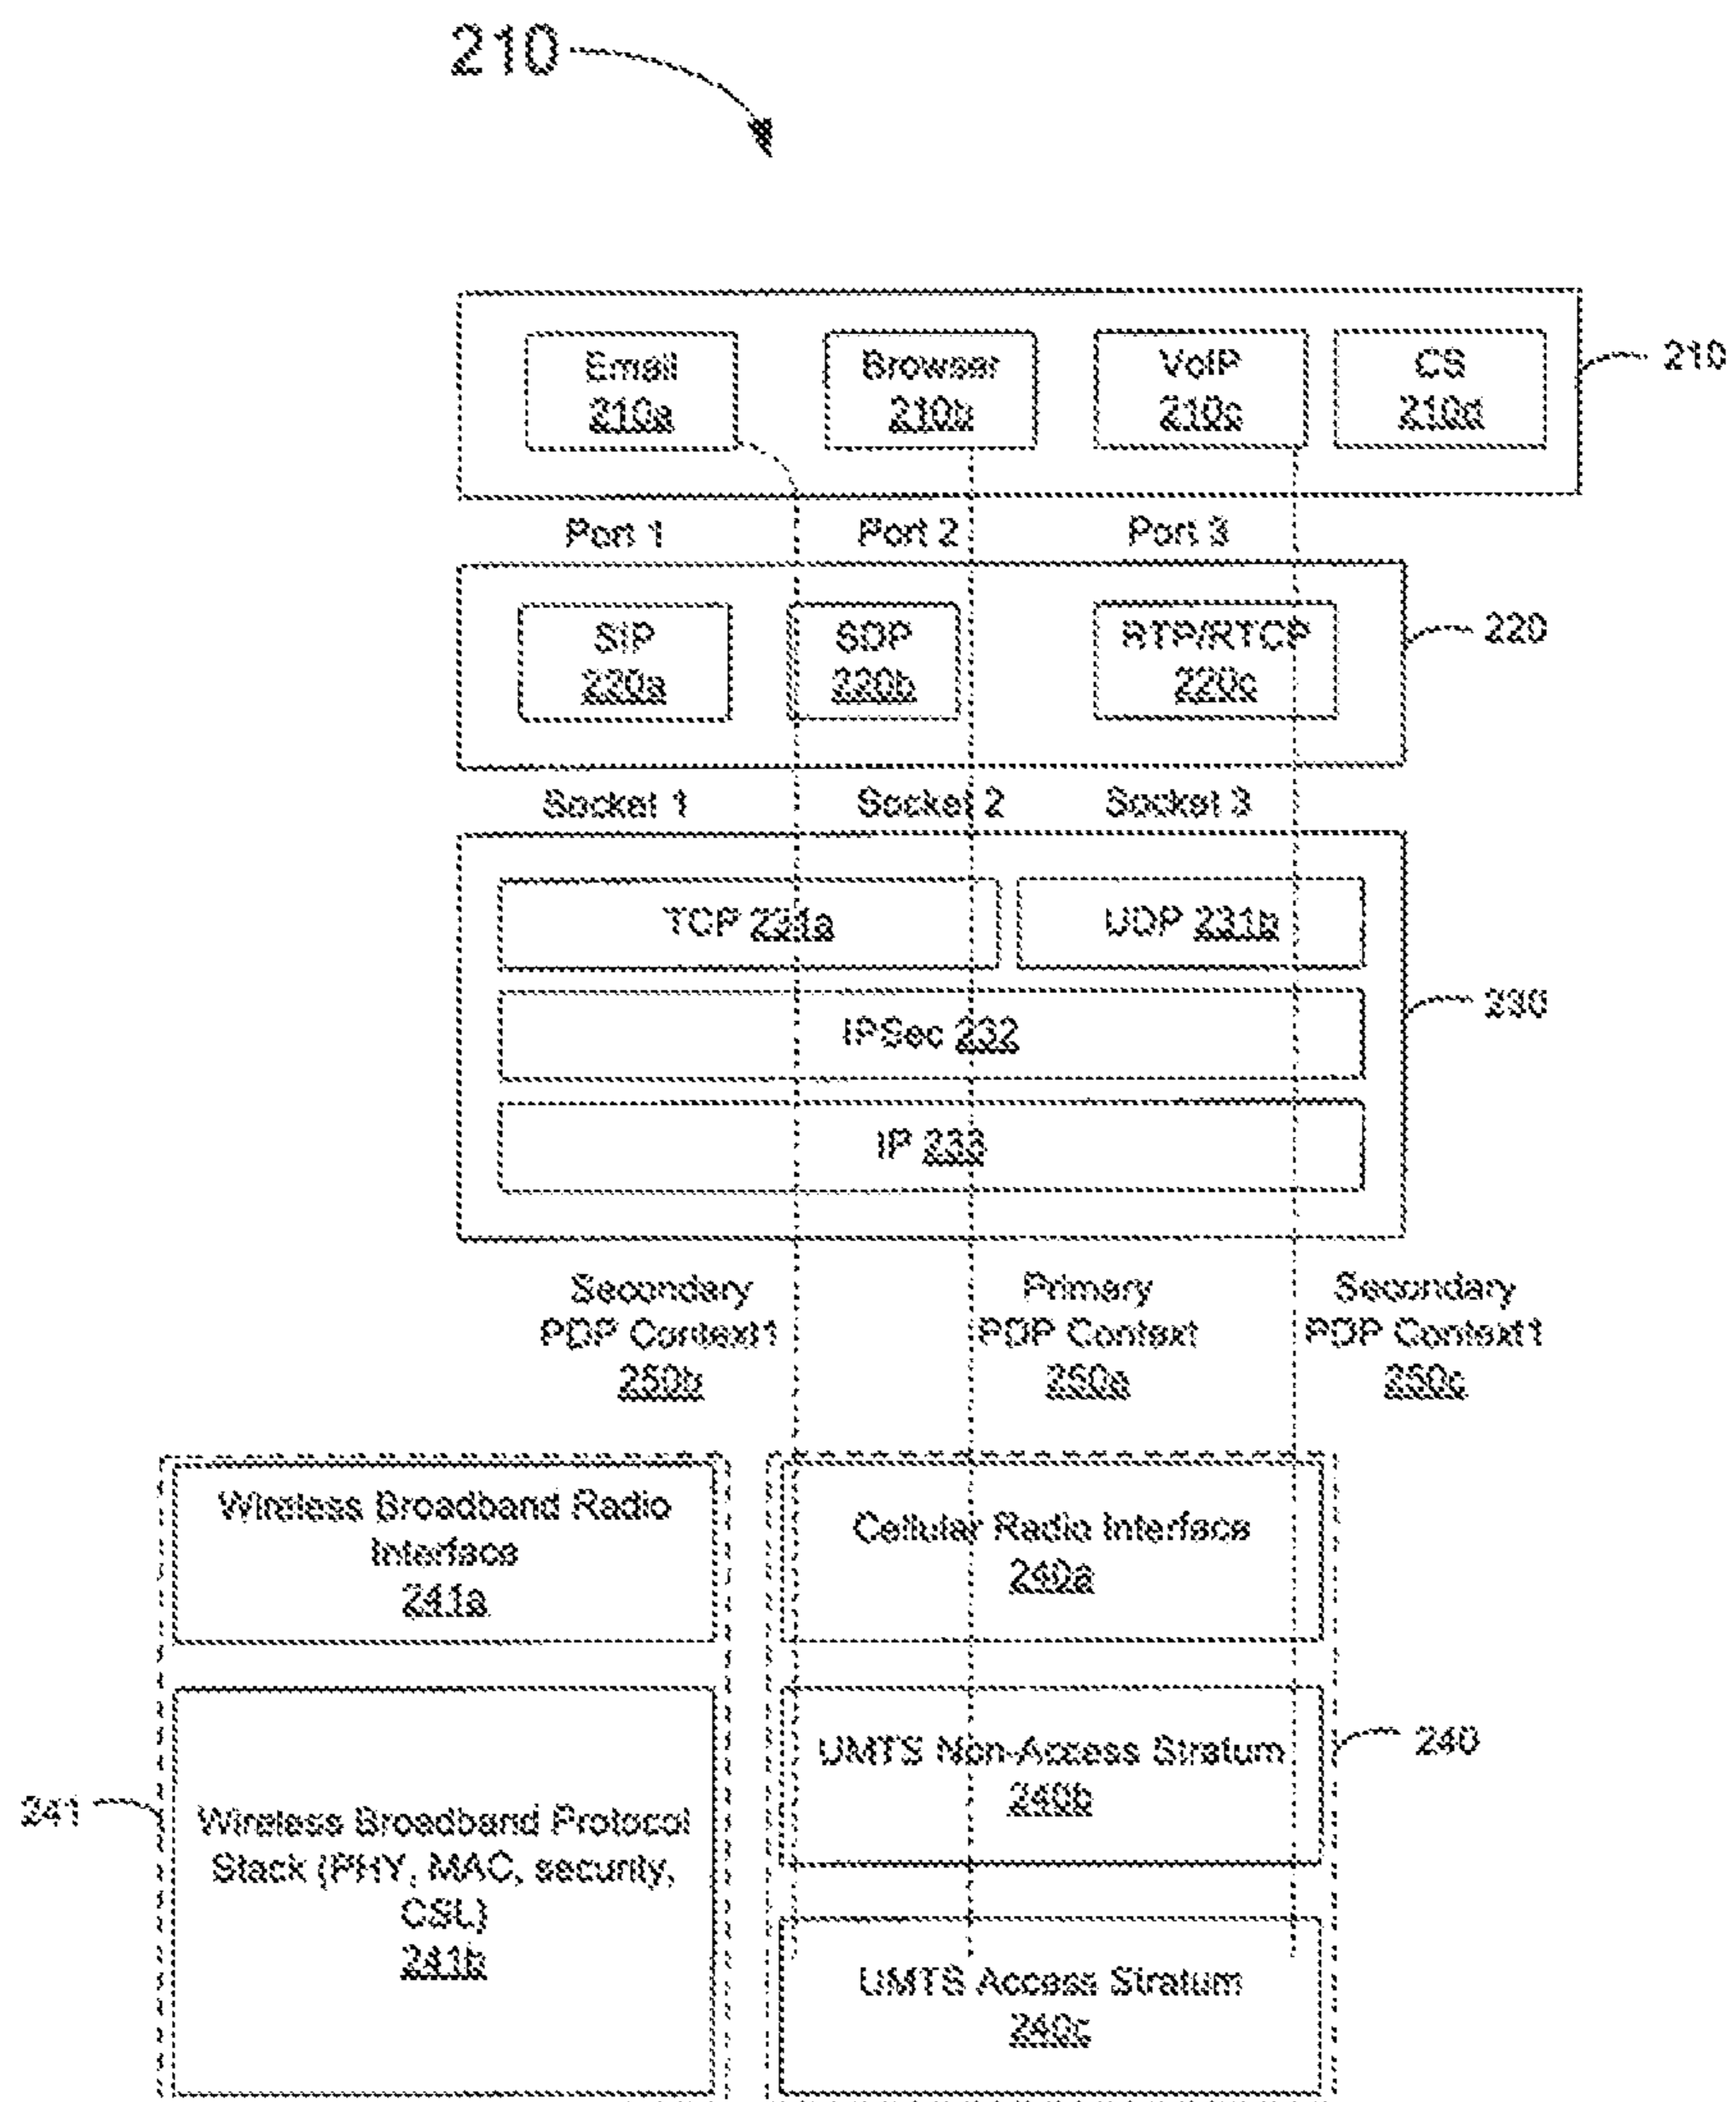 210
Email
210a
Browser
210b
VoIP
210c
CS
210d
210
Port 1
Port 2
Port 3
SIP
220a
SDP
220b
RTP/RTCP
220c
220
Socket 1
Socket 2
Socket 3
TCP 231a
UDP 231b
IPSec 232
IP 233
230
Secondary
PDP Context1
250b
Primary
PDP Context
250a
Secondary
PDP Context1
250c
Wireless Broadband Radio
Interface
241a
Cellular Radio Interface
240a
UMTS Non-Access Stratum
240b
240
241
Wireless Broadband Protocol
Stack (PHY, MAC, security,
CSL)
241b
UMTS Access Stratum
240c